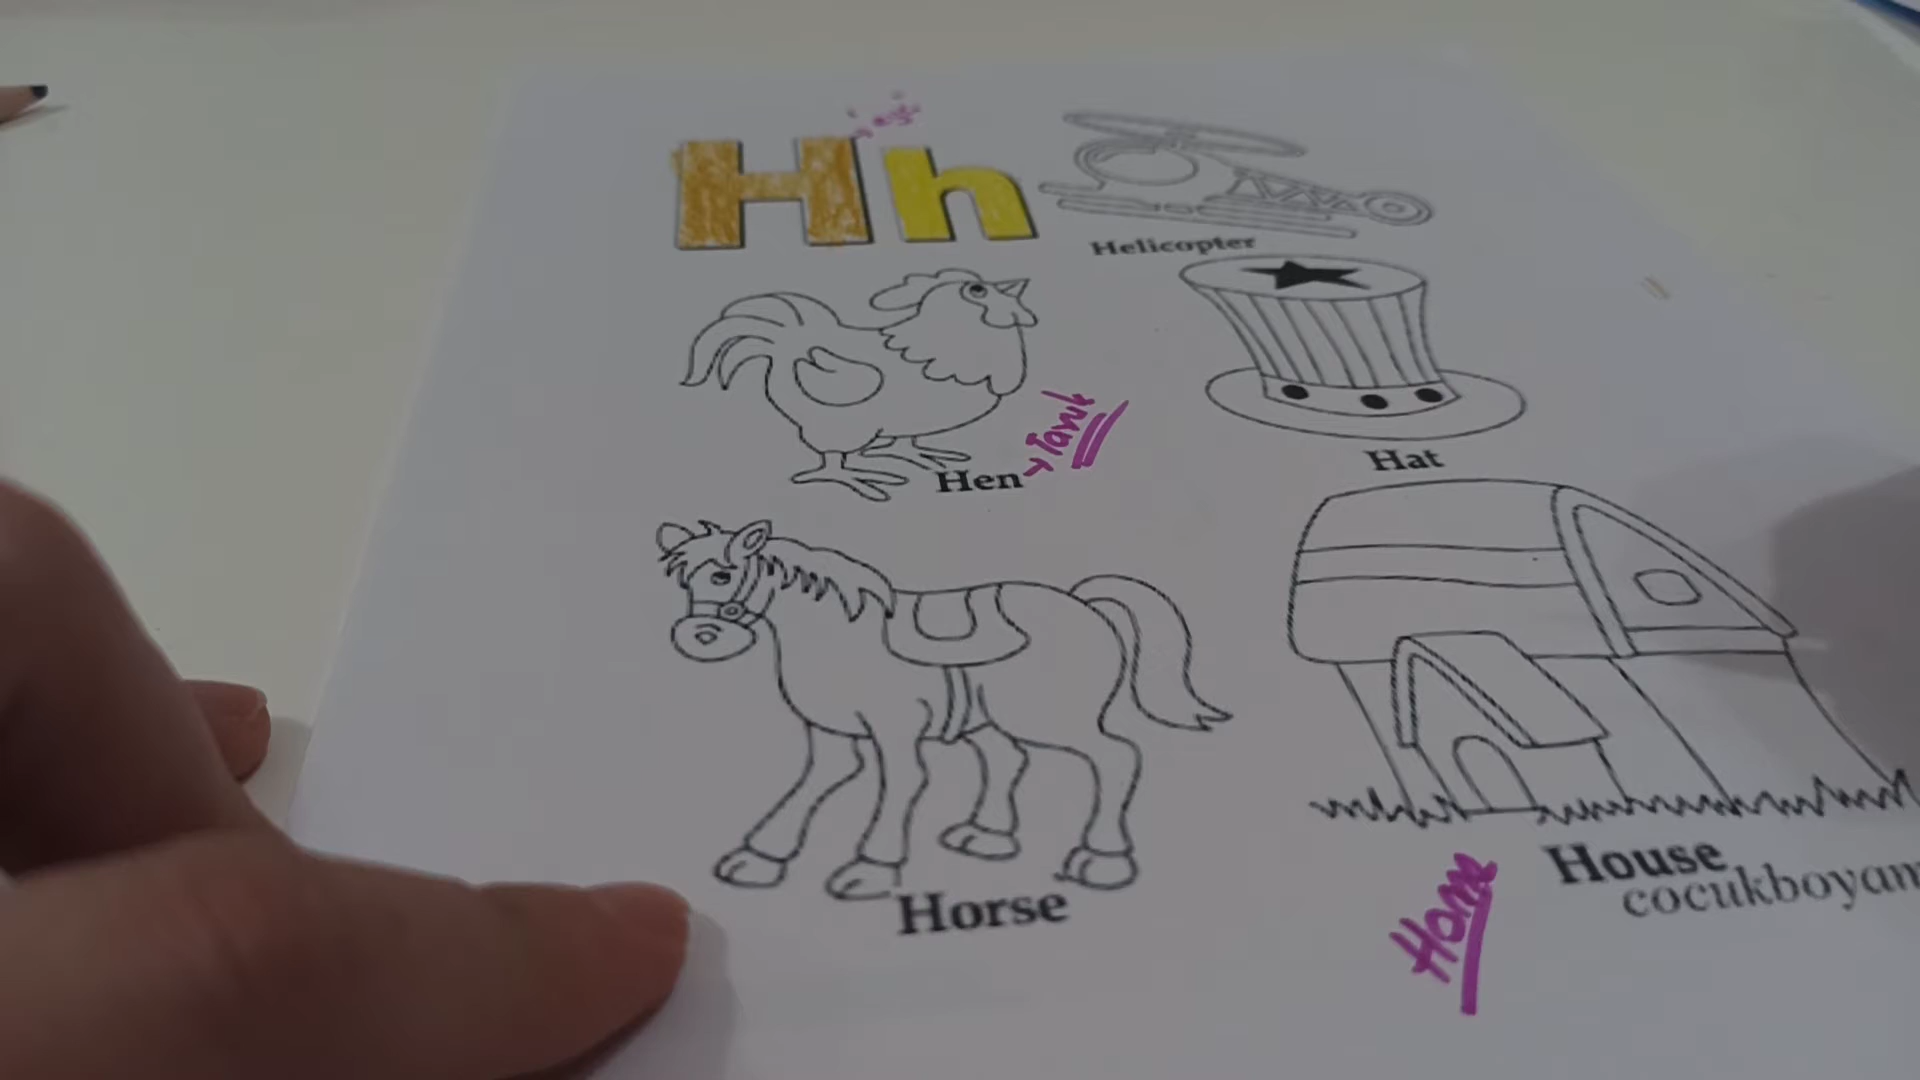 Hh
Helicopter
Hen → Tavuk
Hat
Horse
House
cocukboyam
Home